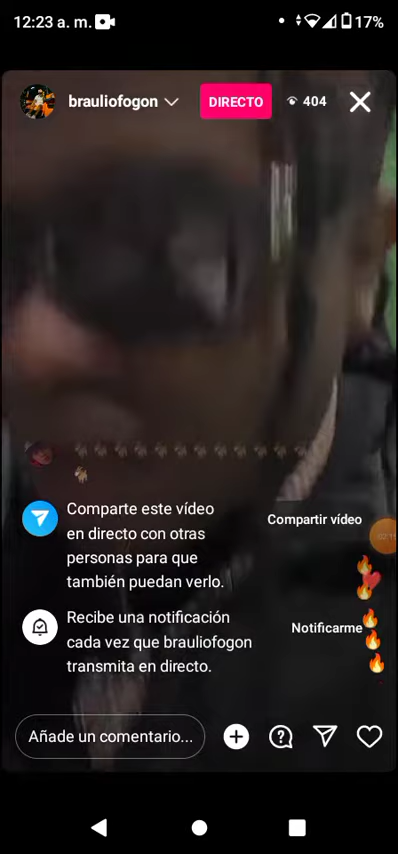 12:23 a. m.
17%
brauliofogon
DIRECTO
404
Comparte este vídeo
en directo con otras
personas para que
también puedan verlo.
Compartir vídeo
Recibe una notificación
cada vez que brauliofogon
transmita en directo.
Notificarme
Añade un comentario...